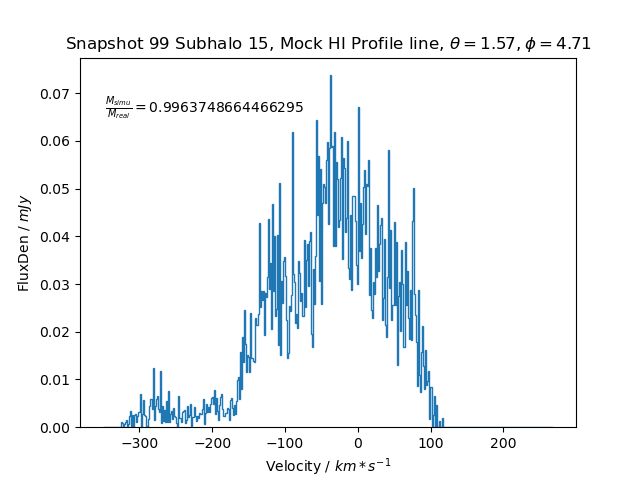 Snapshot 99 Subhalo 15, Mock HI Profile line, θ = 1.57, ϕ = 4.71
M_simu/M_real = 0.9963748664466295
FluxDen / mJy
0.07
0.06
0.05
0.04
0.03
0.02
0.01
0.00
−300 −200 −100 0 100 200
Velocity / km * s⁻¹